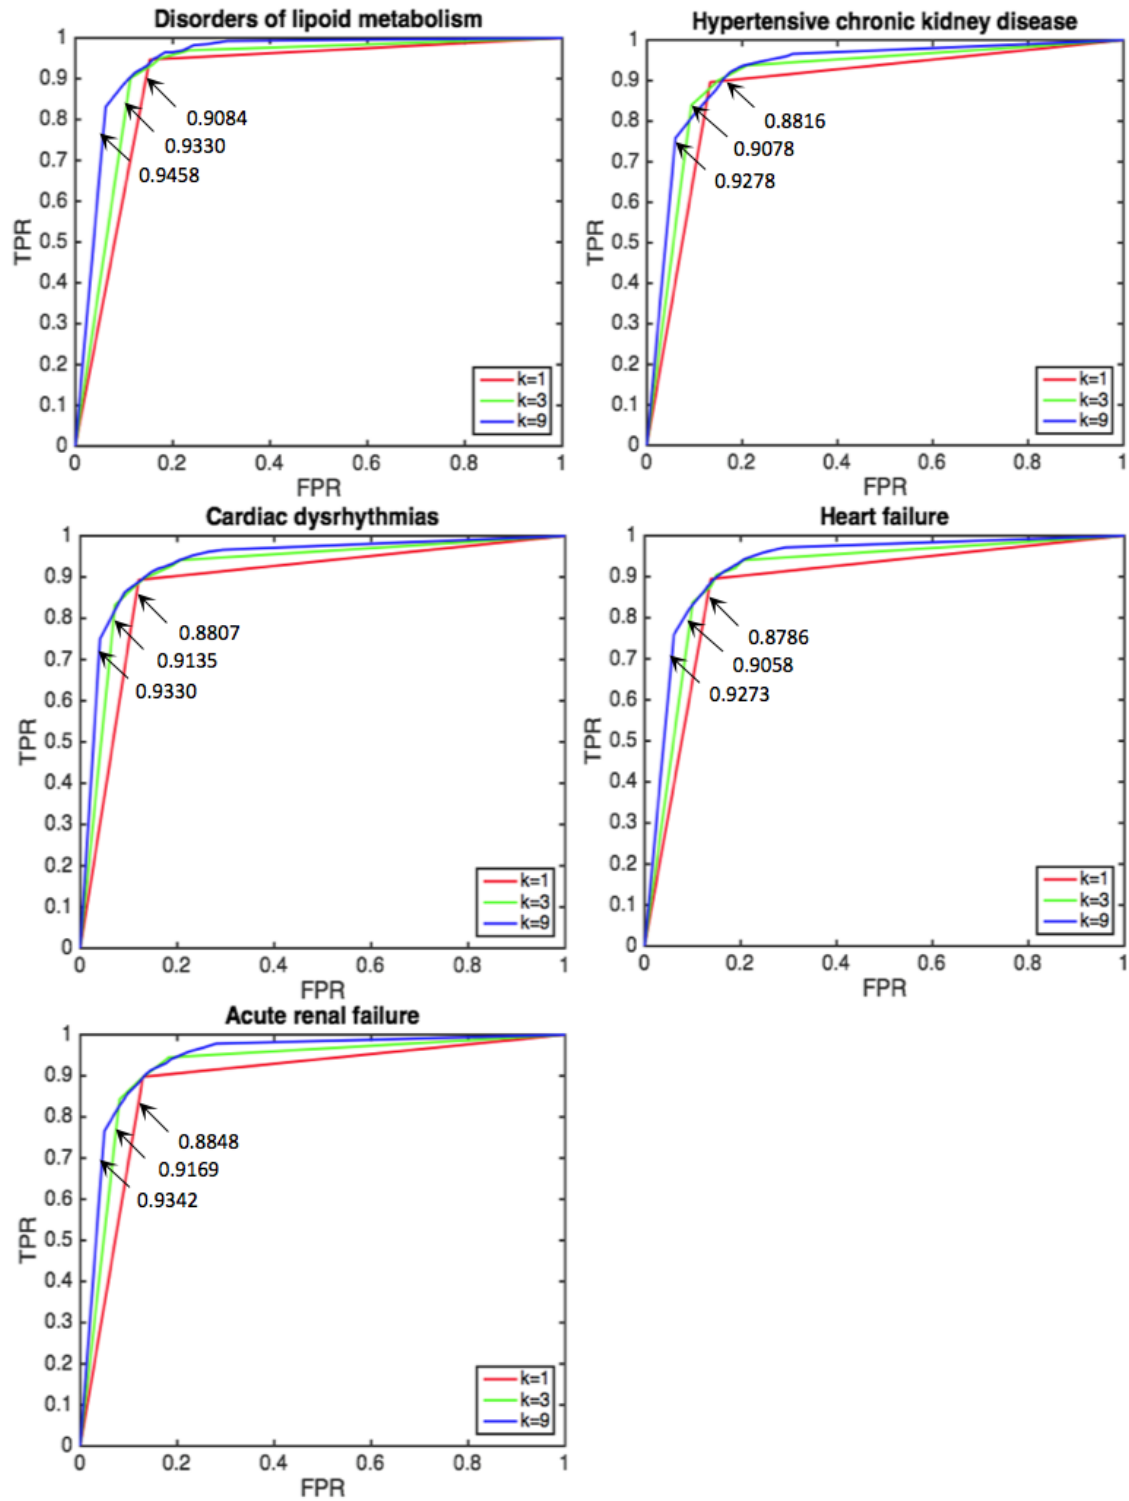 Disorders of lipoid metabolism
1
0.9
0.8
0.7
0.6
0.5
0.4
0.3
0.2
0.1
0
TPR
0.9084
0.9330
0.9458
k=1
k=3
k=9
0 0.2 0.4 0.6 0.8 1
FPR
Hypertensive chronic kidney disease
1
0.9
0.8
0.7
0.6
0.5
0.4
0.3
0.2
0.1
0
TPR
0.8816
0.9078
0.9278
k=1
k=3
k=9
0 0.2 0.4 0.6 0.8 1
FPR
Cardiac dysrhythmias
1
0.9
0.8
0.7
0.6
0.5
0.4
0.3
0.2
0.1
0
TPR
0.8807
0.9135
0.9330
k=1
k=3
k=9
0 0.2 0.4 0.6 0.8 1
FPR
Heart failure
1
0.9
0.8
0.7
0.6
0.5
0.4
0.3
0.2
0.1
0
TPR
0.8786
0.9058
0.9273
k=1
k=3
k=9
0 0.2 0.4 0.6 0.8 1
FPR
Acute renal failure
1
0.9
0.8
0.7
0.6
0.5
0.4
0.3
0.2
0.1
0
TPR
0.8848
0.9169
0.9342
k=1
k=3
k=9
0 0.2 0.4 0.6 0.8 1
FPR